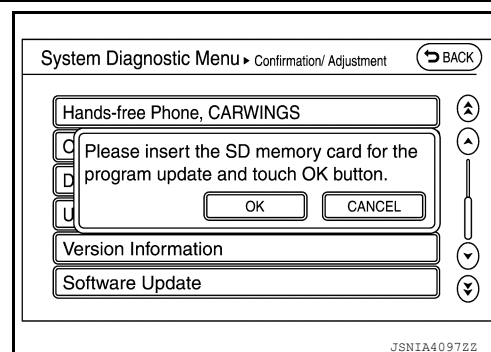 System Diagnostic Menu ▸ Confirmation/ Adjustment
BACK
Hands-free Phone, CARWINGS
C
Please insert the SD memory card for the
D
program update and touch OK button.
U
OK
CANCEL
Version Information
Software Update
JSNIA4097ZZ